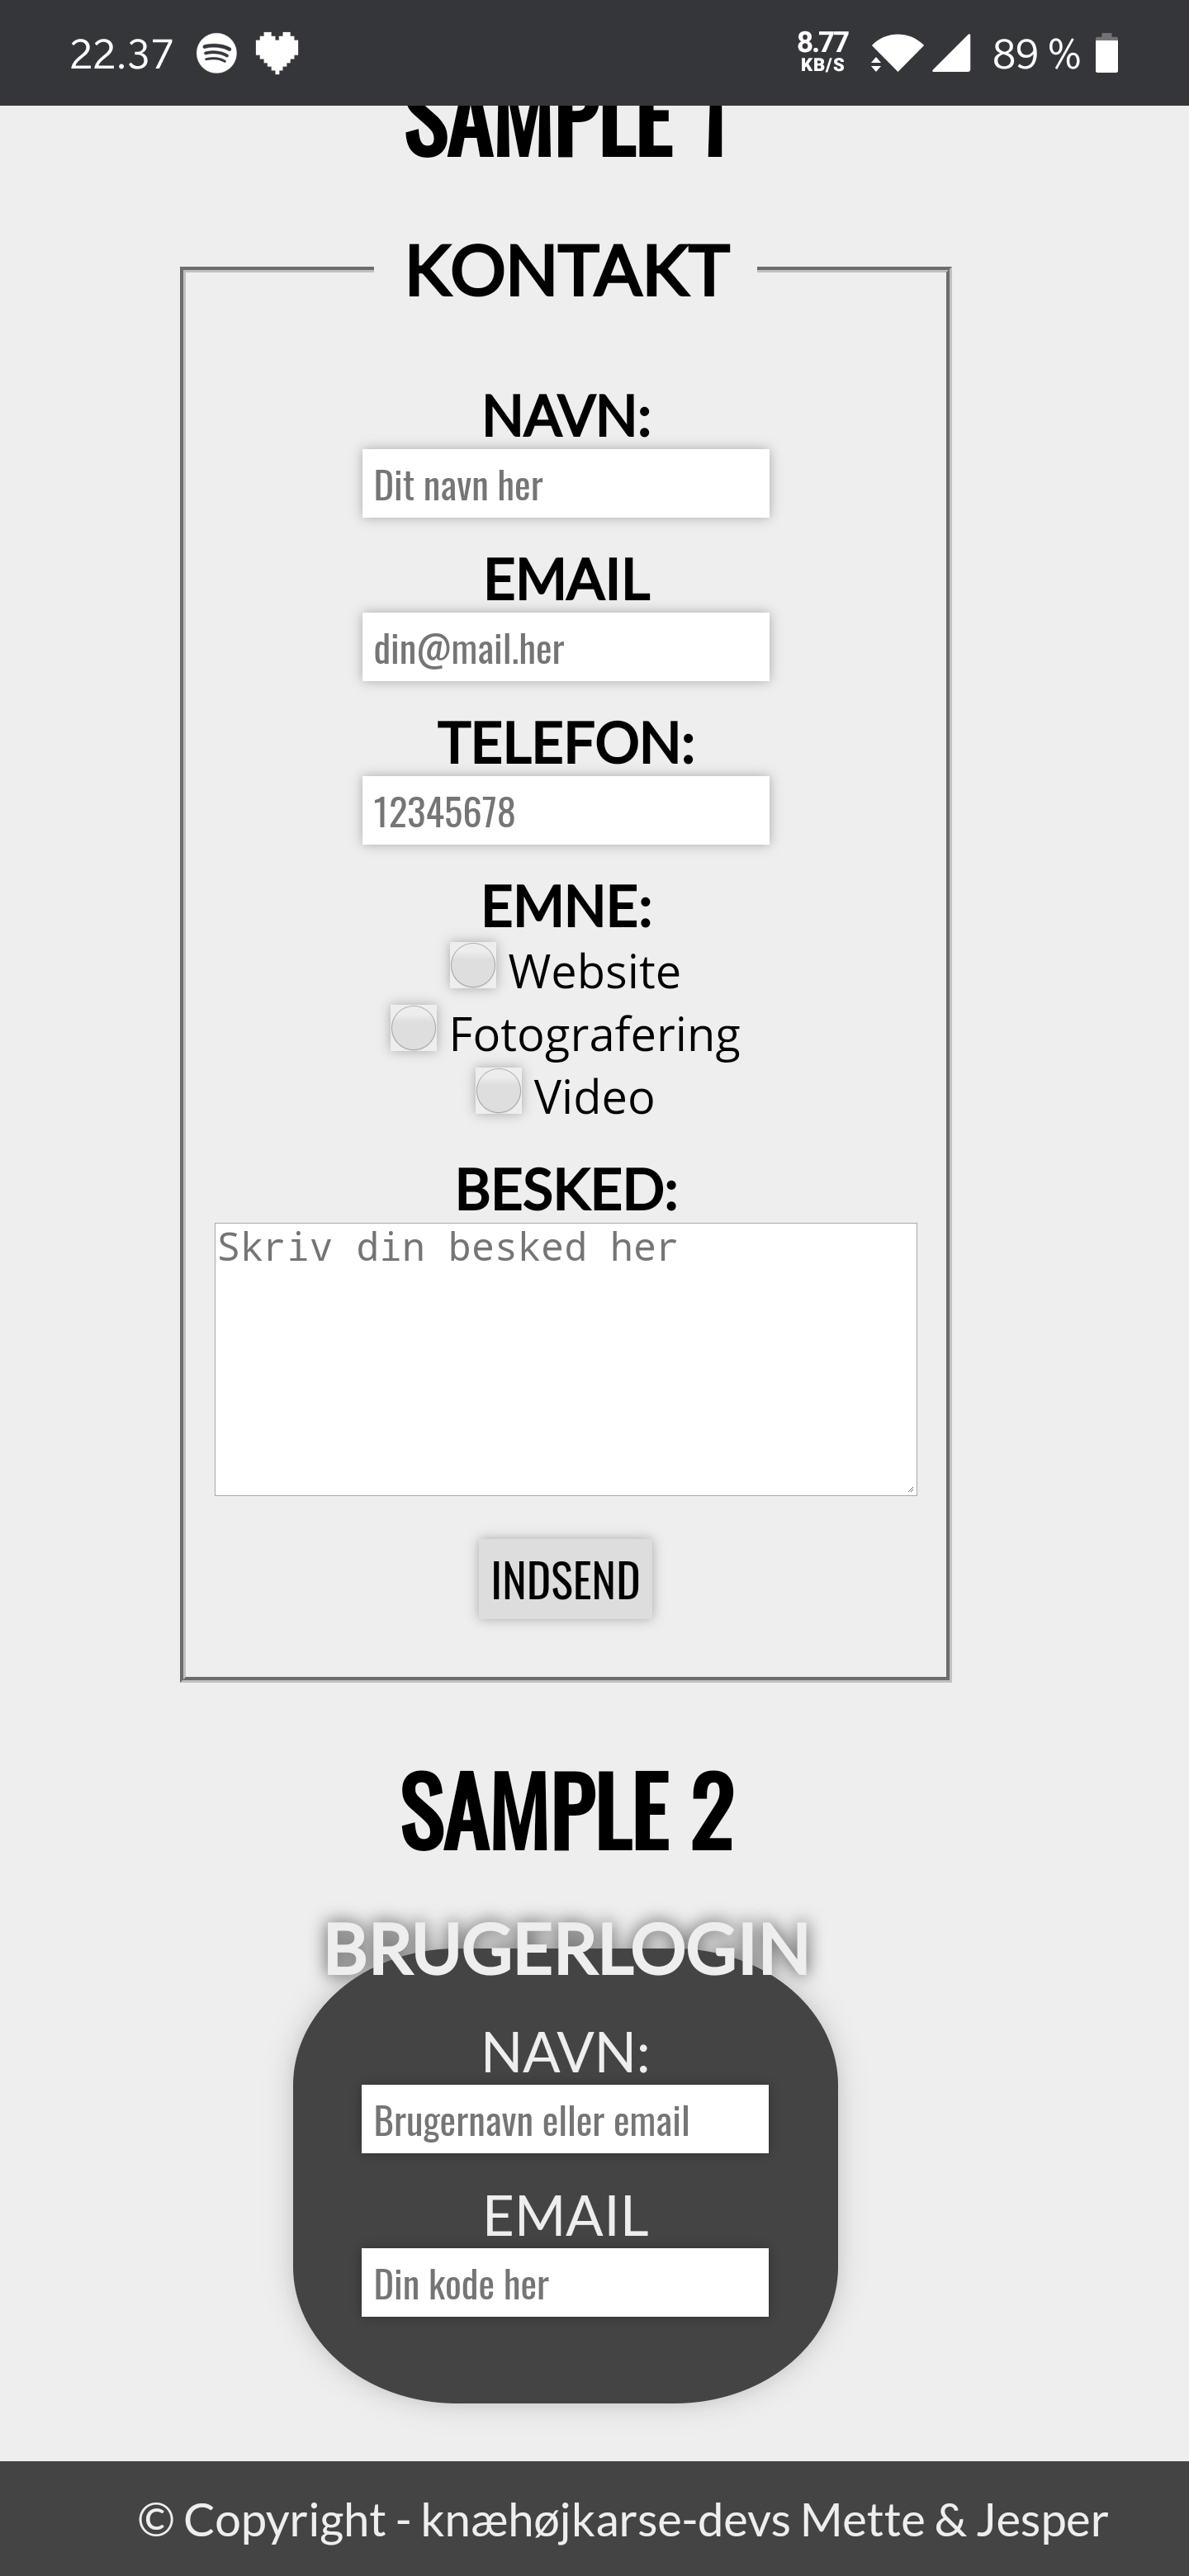 22.37
8.77
KB/S
89 %
SAMPLE 1
KONTAKT
NAVN:
Dit navn her
EMAIL
din@mail.her
TELEFON:
12345678
EMNE:
Website
Fotografering
Video
BESKED:
Skriv din besked her
INDSEND
SAMPLE 2
BRUGERLOGIN
NAVN:
Brugernavn eller email
EMAIL
Din kode her
© Copyright - knæhøjkarse-devs Mette & Jesper